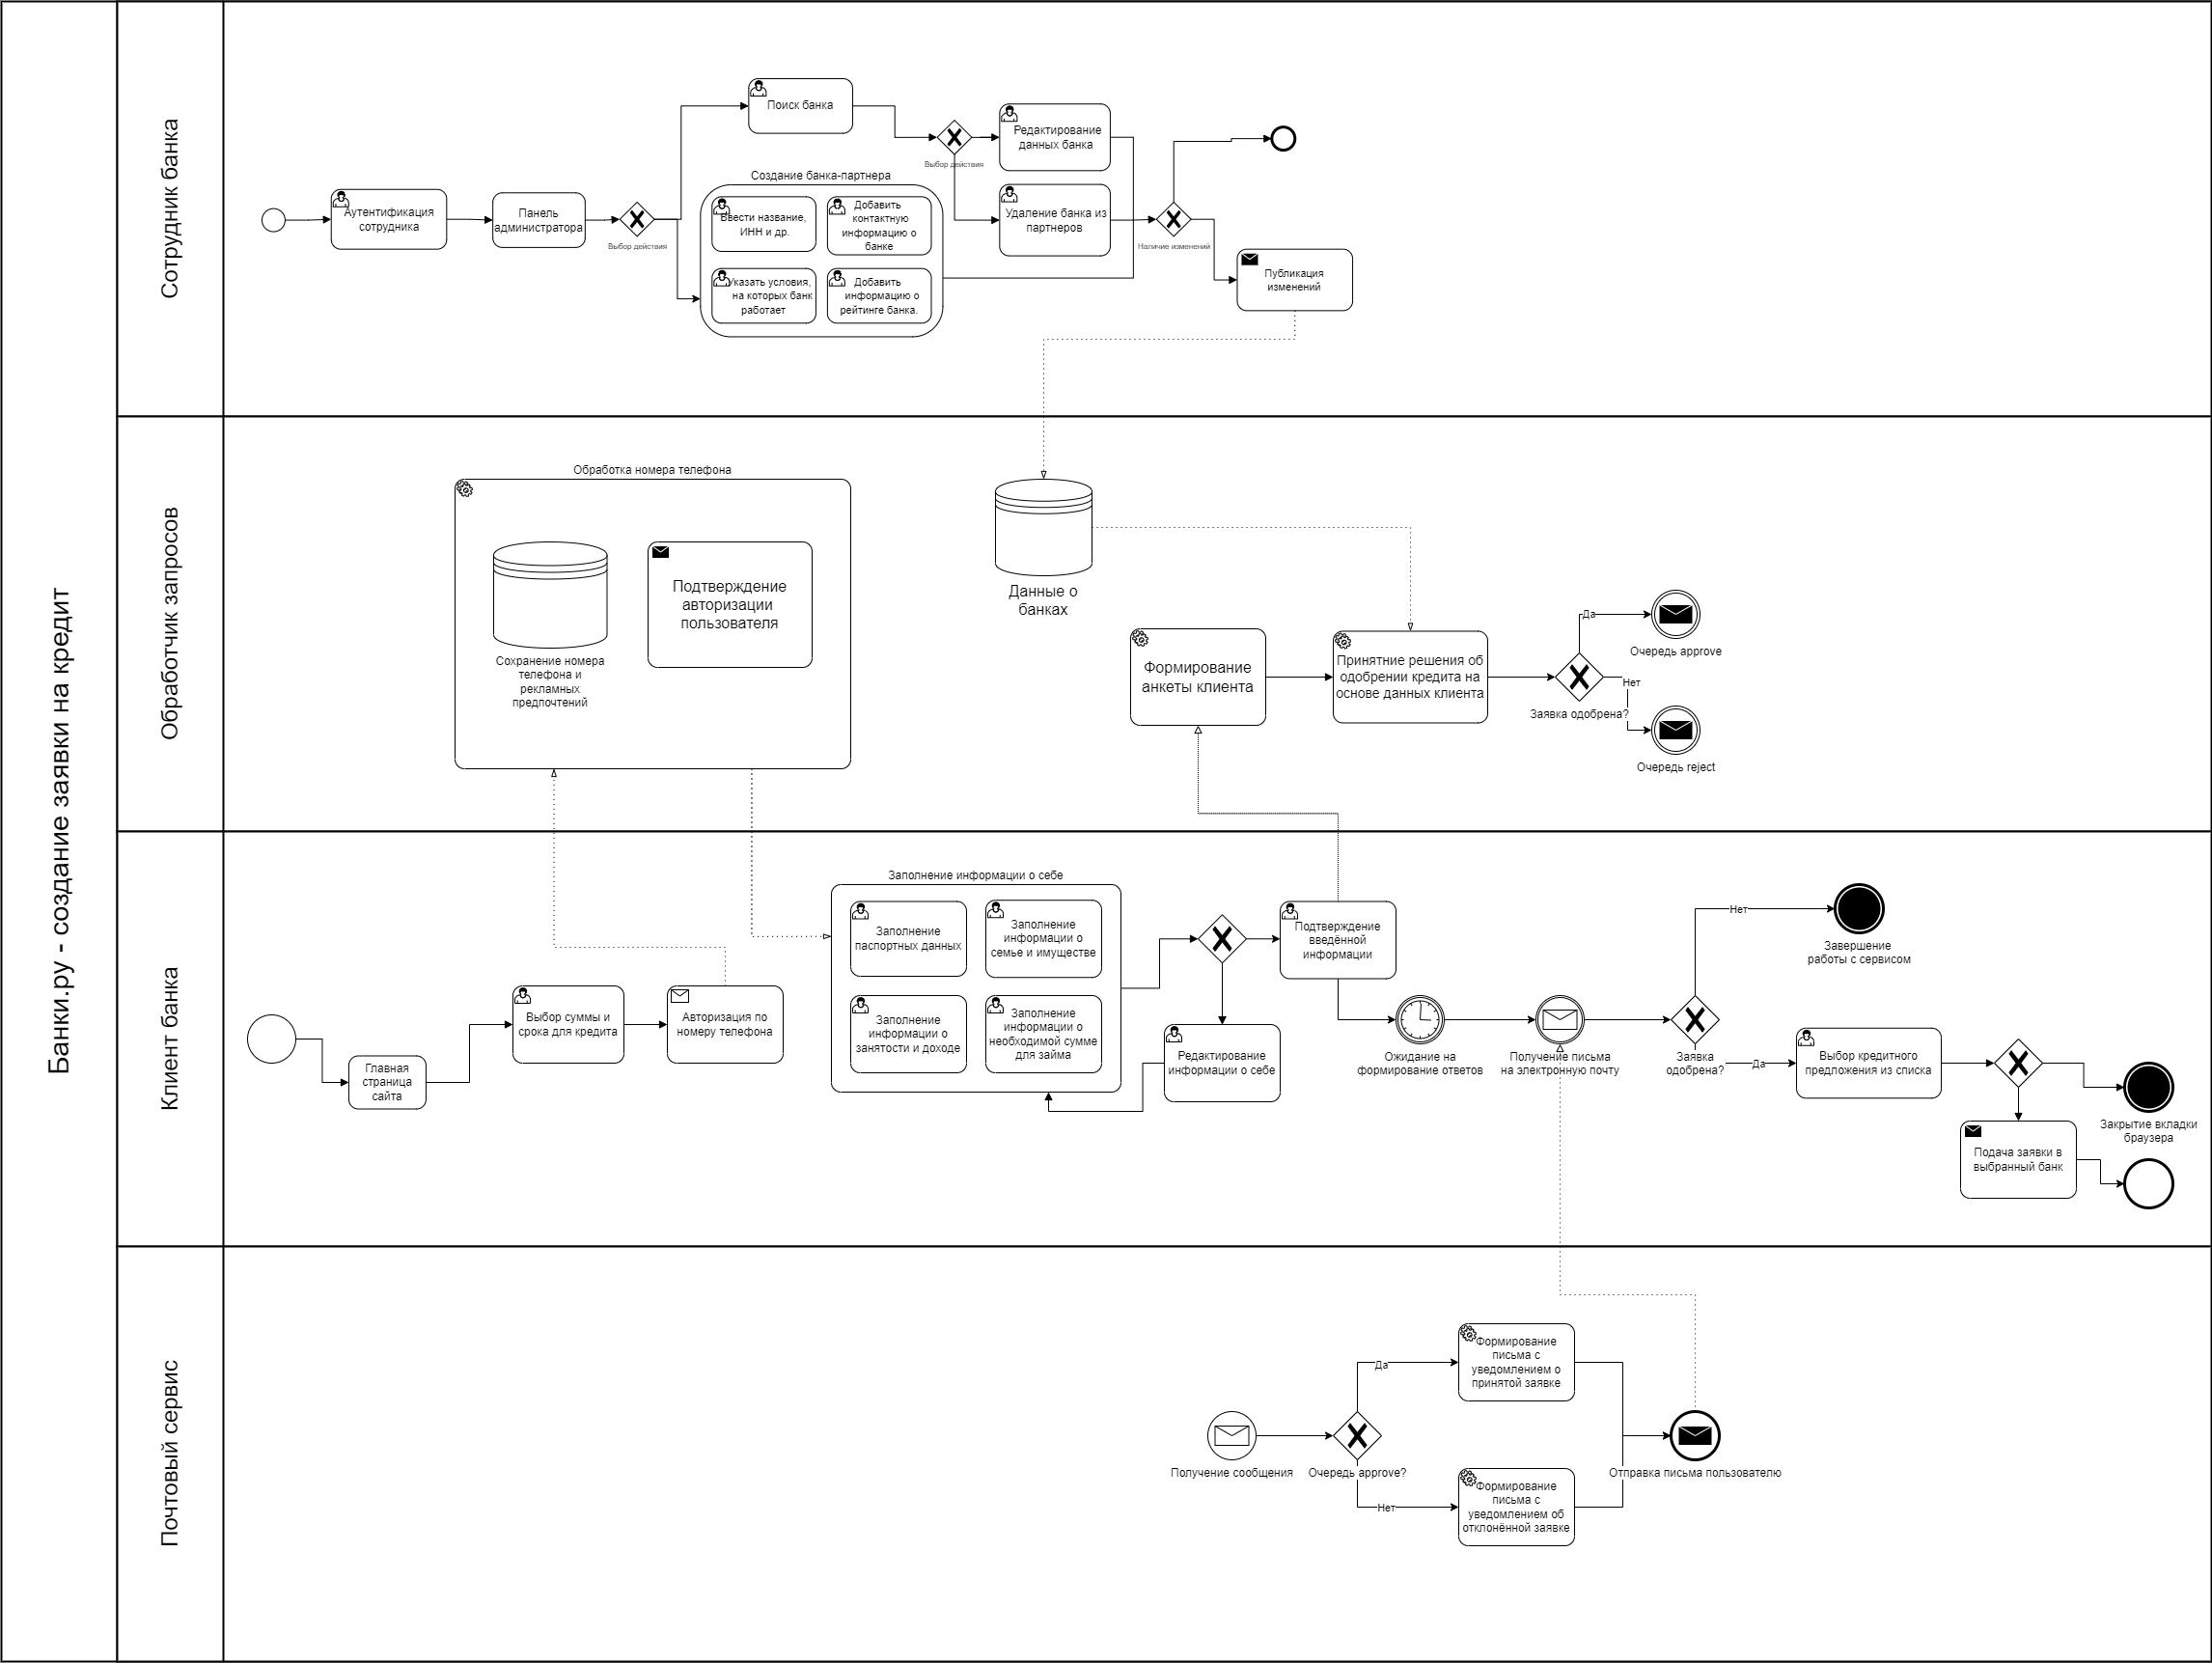 Банки.ру - создание заявки на кредит
Сотрудник банка
Поиск банка
Редактирование
данных банка
Выбор действия
Создание банка-партнера
Аутентификация
сотрудника
Панель
администратора
Выбор действия
Ввести название,
ИНН и др.
Добавить
контактную
информацию о
банке
Указать условия,
на которых банк
работает
Добавить
информацию о
рейтинге банка.
Удаление банка из
партнеров
Наличие изменений
Публикация
изменений
Обработчик запросов
Обработка номера телефона
Сохранение номера
телефона и
рекламных
предпочтений
Подтверждение
авторизации
пользователя
Данные о
банках
Формирование
анкеты клиента
Принятние решения об
одобрении кредита на
основе данных клиента
Заявка одобрена?
Да
Очередь approve
Нет
Очередь reject
Клиент банка
Главная
страница
сайта
Выбор суммы и
срока для кредита
Авторизация по
номеру телефона
Заполнение информации о себе
Заполнение
паспортных данных
Заполнение
информации о
семье и имуществе
Заполнение
информации о
занятости и доходе
Заполнение
информации о
необходимой сумме
для займа
Подтверждение
введённой
информации
Редактирование
информации о себе
Ожидание на
формирование ответов
Получение письма
на электронную почту
Заявка
одобрена?
Нет
Завершение
работы с сервисом
Да
Выбор кредитного
предложения из списка
Закрытие вкладки
браузера
Подача заявки в
выбранный банк
Почтовый сервис
Получение сообщения
Очередь approve?
Да
Формирование
письма с
уведомлением о
принятой заявке
Нет
Формирование
письма с
уведомлением об
отклонённой заявке
Отправка письма пользователю